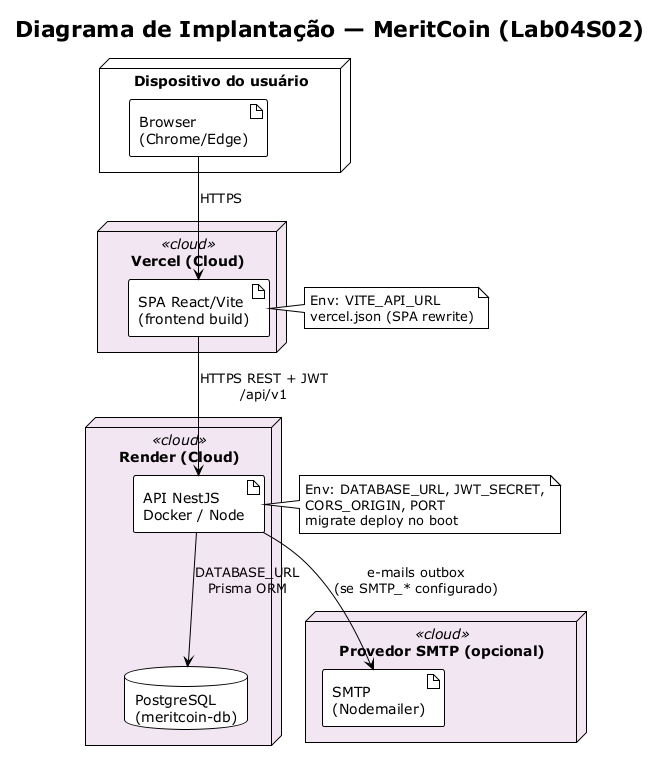 Diagrama de Implantação — MeritCoin (Lab04S02)
Dispositivo do usuário
Browser
(Chrome/Edge)
HTTPS
«cloud»
Vercel (Cloud)
SPA React/Vite
(frontend build)
Env: VITE_API_URL
vercel.json (SPA rewrite)
HTTPS REST + JWT
/api/v1
«cloud»
Render (Cloud)
API NestJS
Docker / Node
Env: DATABASE_URL, JWT_SECRET,
CORS_ORIGIN, PORT
migrate deploy no boot
DATABASE_URL
Prisma ORM
e-mails outbox
(se SMTP_* configurado)
«cloud»
Provedor SMTP (opcional)
SMTP
(Nodemailer)
PostgreSQL
(meritcoin-db)